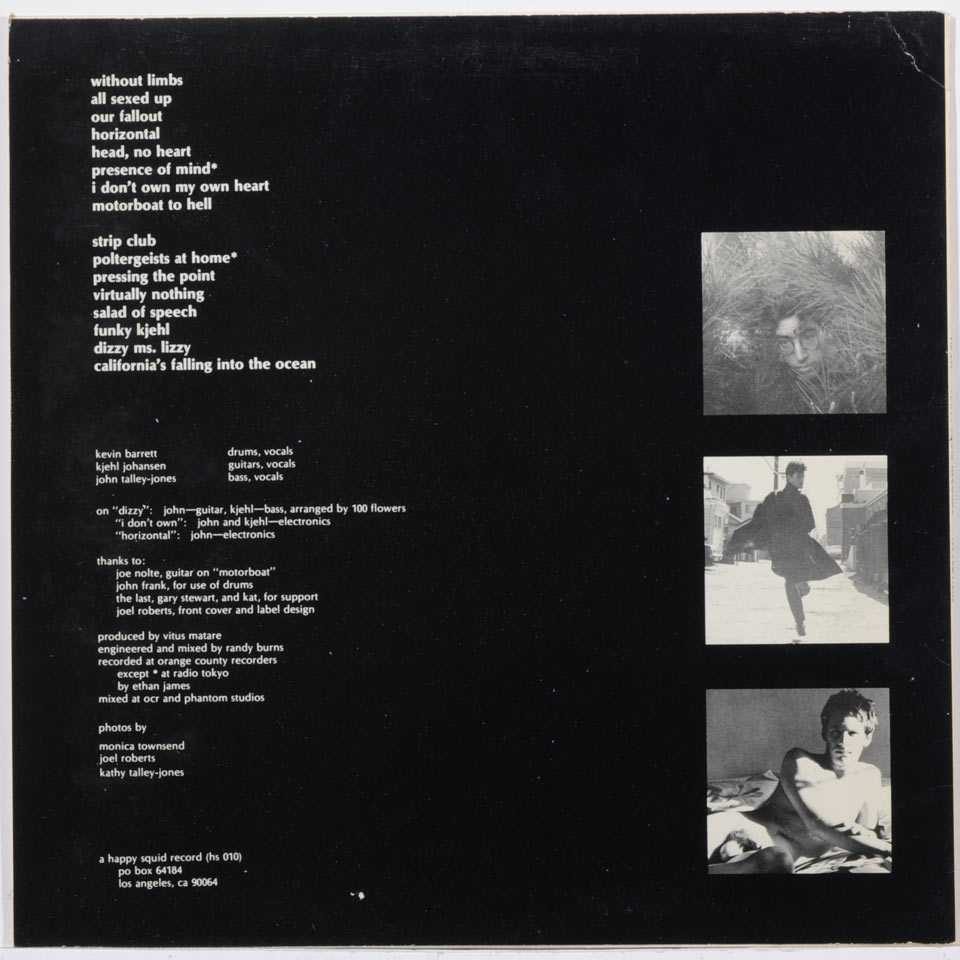 without limbs
all sexed up
our fallout
horizontal
head, no heart
presence of mind*
i don't own my own heart
motorboat to hell
strip club
poltergeists at home*
pressing the point
virtually nothing
salad of speech
funky kjehl
dizzy ms. lizzy
california's falling into the ocean
kevin barrett drums, vocals
kjehl johansen guitars, vocals
john talley-jones bass, vocals
on "dizzy": john—guitar, kjehl—bass, arranged by 100 flowers
"i don't own": john and kjehl—electronics
"horizontal": john—electronics
thanks to:
joe nolte, guitar on "motorboat"
john frank, for use of drums
the last, gary stewart, and kat, for support
joel roberts, front cover and label design
produced by vitus matare
engineered and mixed by randy burns
recorded at orange county recorders
except * at radio tokyo
by ethan james
mixed at ocr and phantom studios
photos by
monica townsend
joel roberts
kathy talley-jones
a happy squid record (hs 010)
po box 64184
los angeles, ca 90064